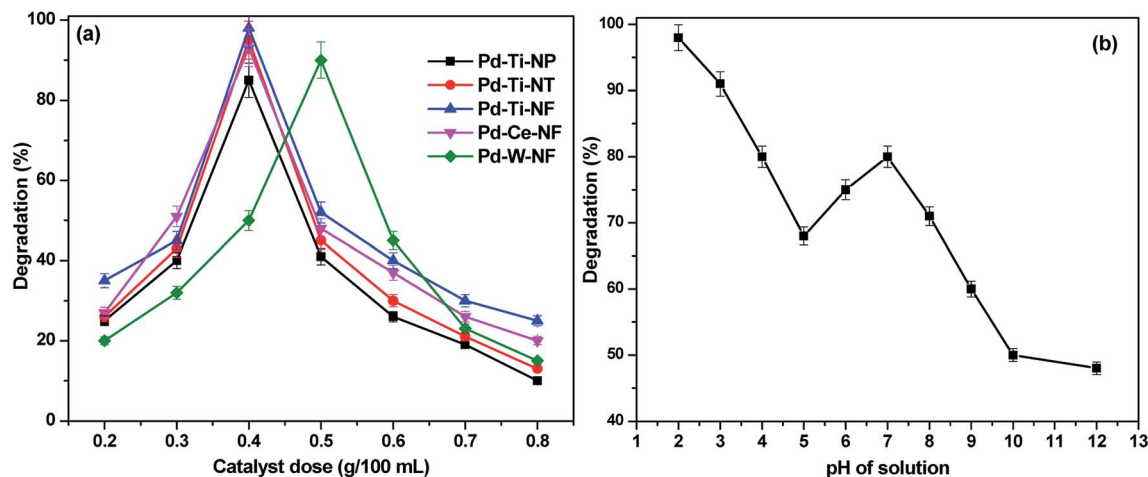 (a)
Pd-Ti-NP
Pd-Ti-NT
Pd-Ti-NF
Pd-Ce-NF
Pd-W-NF
Degradation (%)
100
80
60
40
20
0
0.2 0.3 0.4 0.5 0.6 0.7 0.8
Catalyst dose (g/100 mL)
(b)
Degradation (%)
100
90
80
70
60
50
40
1 2 3 4 5 6 7 8 9 10 11 12 13
pH of solution